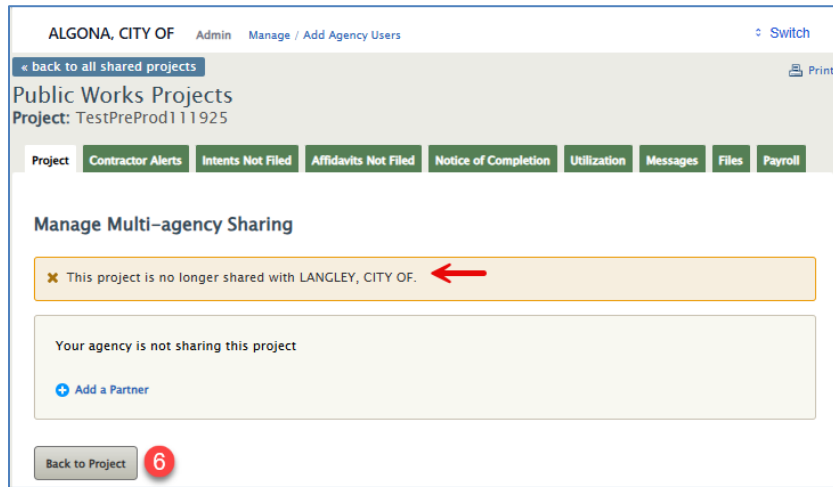 ALGONA, CITY OF Admin Manage / Add Agency Users Switch
« back to all shared projects Print
Public Works Projects
Project: TestPreProd111925
Project Contractor Alerts Intents Not Filed Affidavits Not Filed Notice of Completion Utilization Messages Files Payroll
Manage Multi-agency Sharing
This project is no longer shared with LANGLEY, CITY OF.
Your agency is not sharing this project
Add a Partner
Back to Project 6